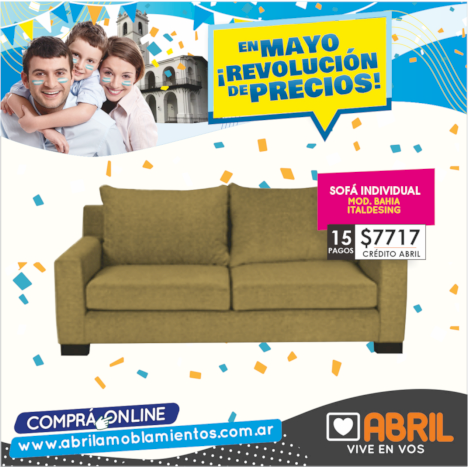 EN MAYO
¡REVOLUCIÓN
DE PRECIOS!
SOFÁ INDIVIDUAL
MOD. BAHIA
ITALDESING
15
PAGOS
$7717
CRÉDITO ABRIL
COMPRÁ ONLINE
www.abrilamoblamientos.com.ar
ABRIL
VIVE EN VOS